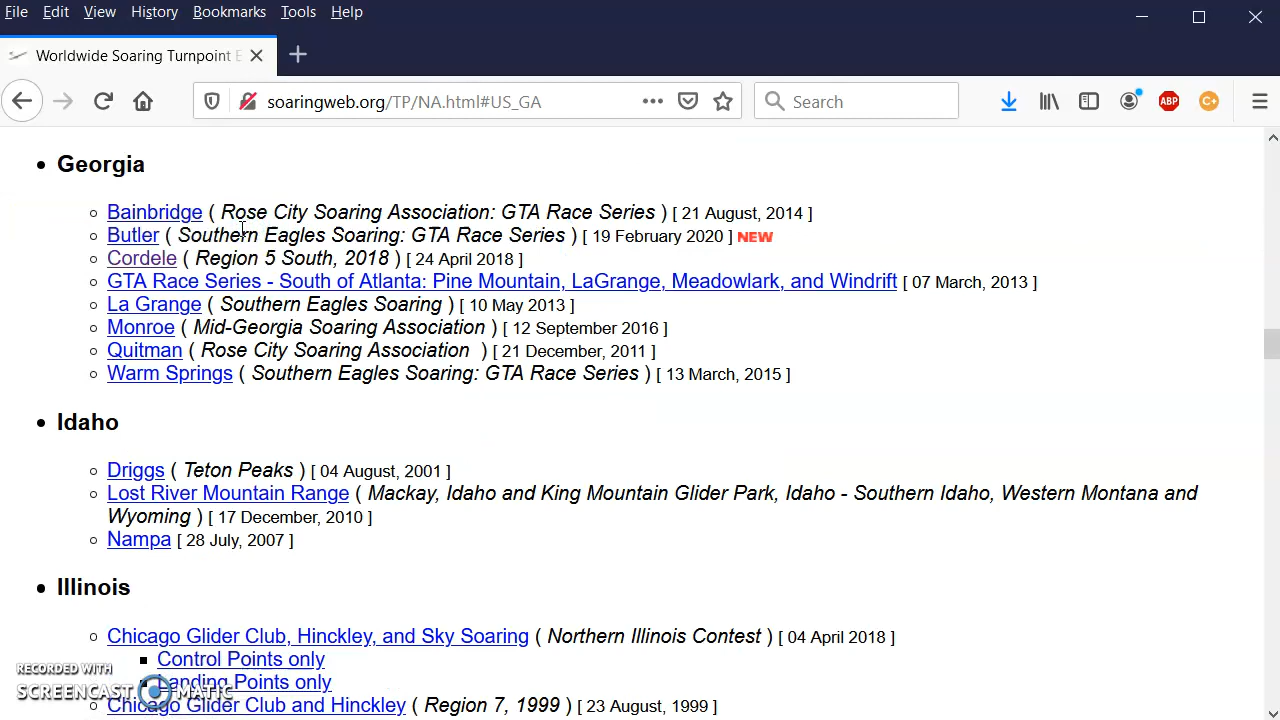 File Edit View History Bookmarks Tools Help
Worldwide Soaring Turnpoint E
soaringweb.org/TP/NA.html#US_GA
Search
ABP
C+
Georgia
Bainbridge ( Rose City Soaring Association: GTA Race Series ) [ 21 August, 2014 ]
Butler ( Southern Eagles Soaring: GTA Race Series ) [ 19 February 2020 ] NEW
Cordele ( Region 5 South, 2018 ) [ 24 April 2018 ]
GTA Race Series - South of Atlanta: Pine Mountain, LaGrange, Meadowlark, and Windrift [ 07 March, 2013 ]
La Grange ( Southern Eagles Soaring ) [ 10 May 2013 ]
Monroe ( Mid-Georgia Soaring Association ) [ 12 September 2016 ]
Quitman ( Rose City Soaring Association ) [ 21 December, 2011 ]
Warm Springs ( Southern Eagles Soaring: GTA Race Series ) [ 13 March, 2015 ]
Idaho
Driggs ( Teton Peaks ) [ 04 August, 2001 ]
Lost River Mountain Range ( Mackay, Idaho and King Mountain Glider Park, Idaho - Southern Idaho, Western Montana and
Wyoming ) [ 17 December, 2010 ]
Nampa [ 28 July, 2007 ]
Illinois
Chicago Glider Club, Hinckley, and Sky Soaring ( Northern Illinois Contest ) [ 04 April 2018 ]
Control Points only
Landing Points only
Chicago Glider Club and Hinckley ( Region 7, 1999 ) [ 23 August, 1999 ]
RECORDED WITH
SCREENCAST MATIC